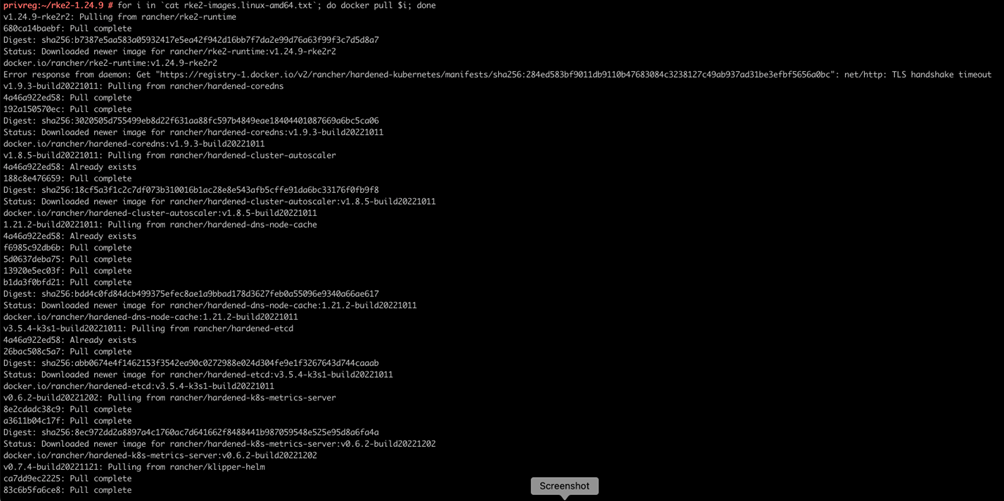 privreg:~/rke2-1.24.9 # for i in `cat rke2-images.linux-amd64.txt`; do docker pull $i; done
v1.24.9-rke2r2: Pulling from rancher/rke2-runtime
680ca14baebf: Pull complete
Digest: sha256:b7387e5aa583a05932417e5ea42f942d16bb7f7da2e99d76a63f99f3c7d5d8a7
Status: Downloaded newer image for rancher/rke2-runtime:v1.24.9-rke2r2
docker.io/rancher/rke2-runtime:v1.24.9-rke2r2
Error response from daemon: Get "https://registry-1.docker.io/v2/rancher/hardened-kubernetes/manifests/sha256:284ed583bf9011db9110b47683084c3238127c49ab937ad31be3efbf5656a0bc": net/http: TLS handshake timeout
v1.9.3-build20221011: Pulling from rancher/hardened-coredns
4a46a922ed58: Pull complete
192a150570ec: Pull complete
Digest: sha256:3020505d755499eb8d22f631aa88fc597b4849eae18404401087669a6bc5ca06
Status: Downloaded newer image for rancher/hardened-coredns:v1.9.3-build20221011
docker.io/rancher/hardened-coredns:v1.9.3-build20221011
v1.8.5-build20221011: Pulling from rancher/hardened-cluster-autoscaler
4a46a922ed58: Already exists
188c8e476659: Pull complete
Digest: sha256:18cf5a3f1c2c7df073b310016b1ac28e8e543afb5cffe91da6bc33176f0fb9f8
Status: Downloaded newer image for rancher/hardened-cluster-autoscaler:v1.8.5-build20221011
docker.io/rancher/hardened-cluster-autoscaler:v1.8.5-build20221011
1.21.2-build20221011: Pulling from rancher/hardened-dns-node-cache
4a46a922ed58: Already exists
f6985c92db6b: Pull complete
5d0637deba75: Pull complete
13920e5ec03f: Pull complete
b1da3f0bfd21: Pull complete
Digest: sha256:bdd4c0fd84dcb499375efec8ae1a9bbad178d3627feb0a55096e9340a66ae617
Status: Downloaded newer image for rancher/hardened-dns-node-cache:1.21.2-build20221011
docker.io/rancher/hardened-dns-node-cache:1.21.2-build20221011
v3.5.4-k3s1-build20221011: Pulling from rancher/hardened-etcd
4a46a922ed58: Already exists
26bac508c5a7: Pull complete
Digest: sha256:abb0674e4f1462153f3542ea90c0272988e024d304fe9e1f3267643d744caaab
Status: Downloaded newer image for rancher/hardened-etcd:v3.5.4-k3s1-build20221011
docker.io/rancher/hardened-etcd:v3.5.4-k3s1-build20221011
v0.6.2-build20221202: Pulling from rancher/hardened-k8s-metrics-server
8e2cdadc38c9: Pull complete
a3611b04c17f: Pull complete
Digest: sha256:8ec972dd2a8897a4c1760ac7d641662f8488441b987059548e525e95d8a6fa4a
Status: Downloaded newer image for rancher/hardened-k8s-metrics-server:v0.6.2-build20221202
docker.io/rancher/hardened-k8s-metrics-server:v0.6.2-build20221202
v0.7.4-build20221121: Pulling from rancher/klipper-helm
ca7dd9ec2225: Pull complete
83c6b5fa6ce8: Pull complete
Screenshot